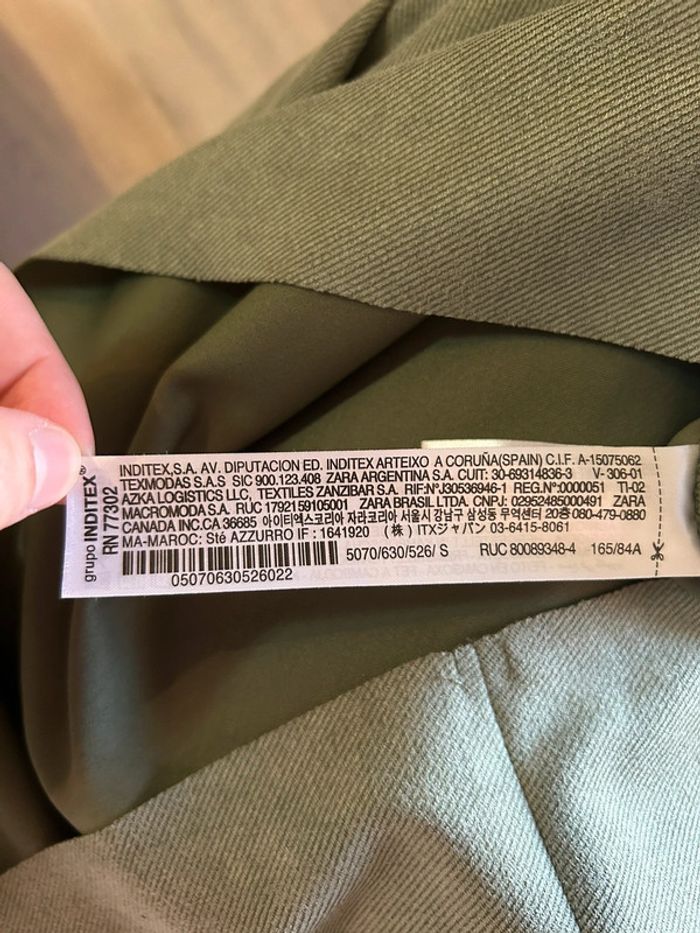 grupo INDITEX®
RN 77302
INDITEX,S.A. AV. DIPUTACION ED. INDITEX ARTEIXO A CORUÑA(SPAIN) C.I.F. A-15075062
TEXMODAS S.A.S SIC 900.123.408 ZARA ARGENTINA S.A. CUIT: 30-69314836-3 V- 306-01
AZKA LOGISTICS LLC, TEXTILES ZANZIBAR S.A. RIF:Nº J30536946-1 REG.Nº:0000051 TI-02
MACROMODA S.A. RÚC 1792159105001 ZARA BRASIL LTDA. CNPJ: 02952485000491 ZARA
CANADA INC.CA 36685 아이티엑스코리아 자라코리아 서울시 강남구 삼성동 무역센터 20층 080-479-0880
MA-MAROC: Sté AZZURRO IF : 1641920 (株) ITXジャパン 03-6415-8061
5070/630/526/ S RUC 80089348-4 165/84A
05070630526022